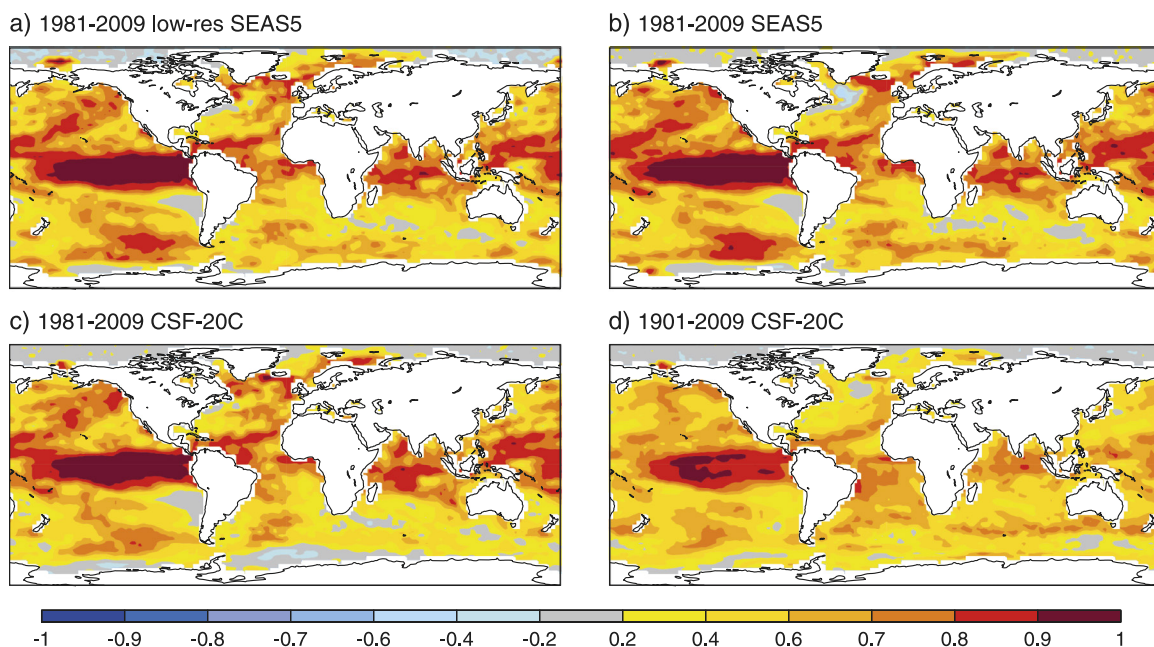 a) 1981-2009 low-res SEAS5
b) 1981-2009 SEAS5
c) 1981-2009 CSF-20C
d) 1901-2009 CSF-20C
-1 -0.9 -0.8 -0.7 -0.6 -0.4 -0.2 0.2 0.4 0.6 0.7 0.8 0.9 1